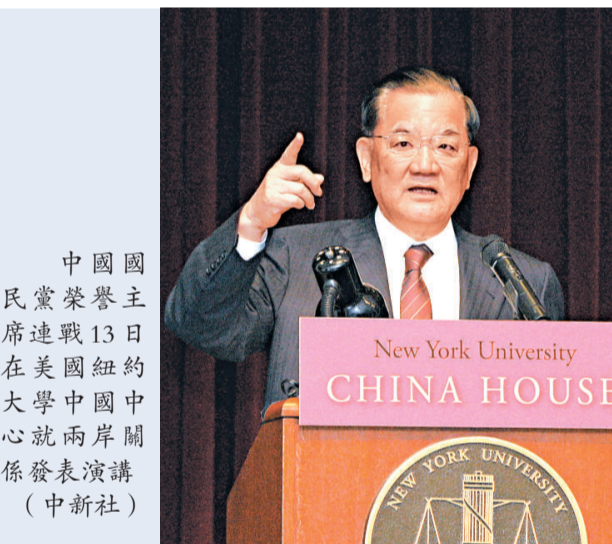 中國國
民黨榮譽主
席連戰13日
在美國紐約
大學中國中
心就兩岸關
係發表演講
（中新社）
New York University
CHINA HOUSE
NEW YORK UNIVERSITY